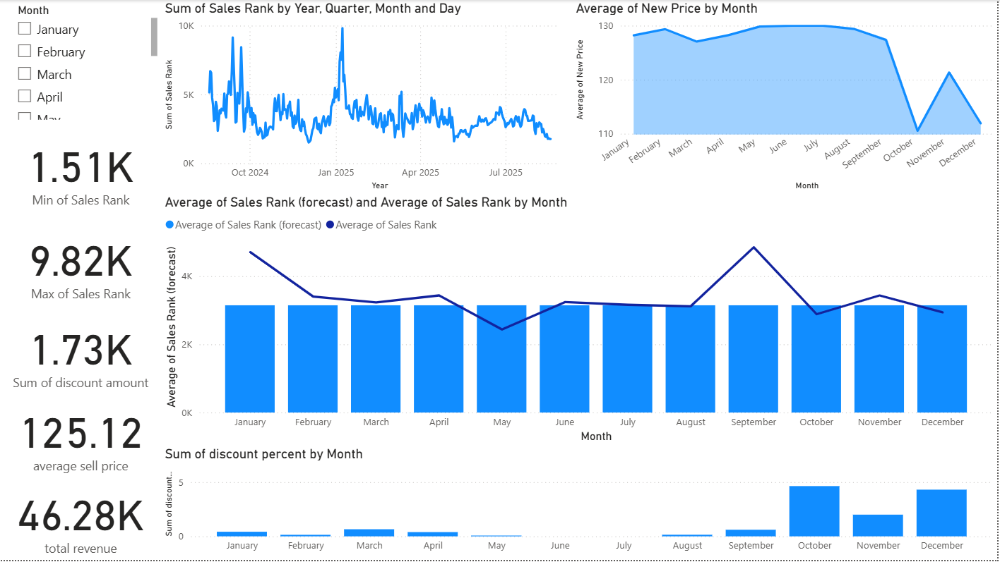 Month
January
February
March
April
May
1.51K
Min of Sales Rank
9.82K
Max of Sales Rank
1.73K
Sum of discount amount
125.12
average sell price
46.28K
total revenue
Sum of Sales Rank by Year, Quarter, Month and Day
Sum of Sales Rank
10K
5K
0K
Oct 2024
Jan 2025
Apr 2025
Jul 2025
Year
Average of New Price by Month
Average of New Price
130
120
110
January
February
March
April
May
June
July
August
September
October
November
December
Month
Average of Sales Rank (forecast) and Average of Sales Rank by Month
Average of Sales Rank (forecast) Average of Sales Rank
Average of Sales Rank (forecast)
4K
2K
0K
January February March April May June July August September October November December
Month
Sum of discount percent by Month
Sum of discount...
5
0
January February March April May June July August September October November December